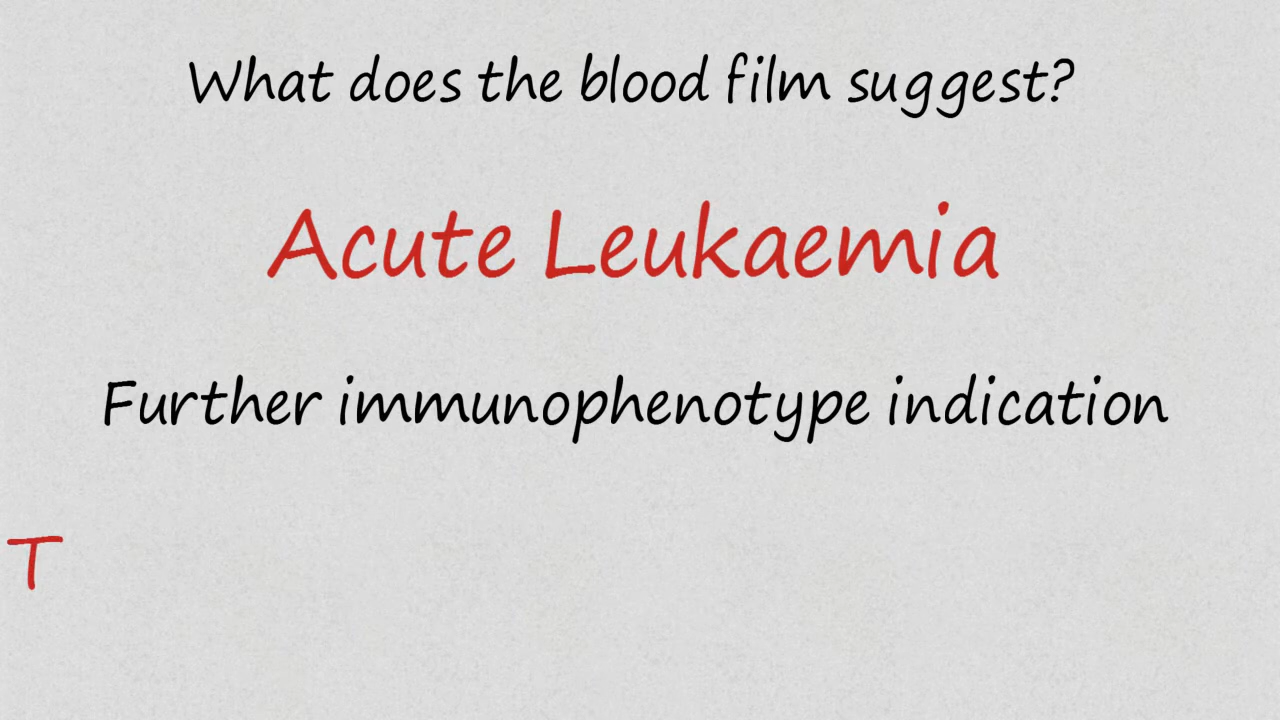 What does the blood film suggest?
Acute Leukaemia
Further immunophenotype indication
T